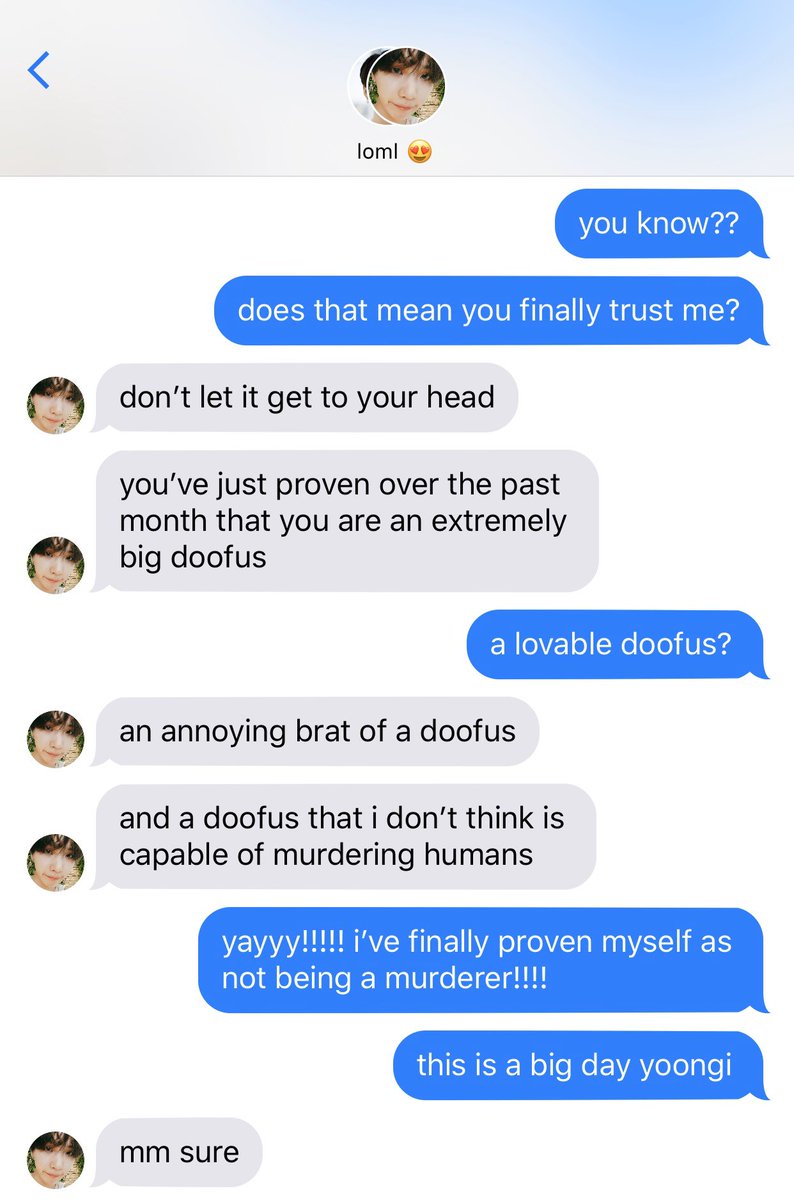 loml 😍
you know??
does that mean you finally trust me?
don’t let it get to your head
you’ve just proven over the past
month that you are an extremely
big doofus
a lovable doofus?
an annoying brat of a doofus
and a doofus that i don’t think is
capable of murdering humans
yayyy!!!!! i’ve finally proven myself as
not being a murderer!!!!
this is a big day yoongi
mm sure